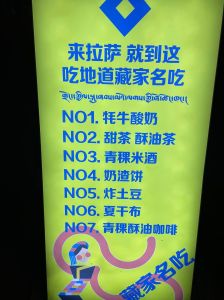 来拉萨 就到这
吃地道藏家名吃
NO1. 牦牛酸奶
NO2. 甜茶 酥油茶
NO3. 青稞米酒
NO4. 奶渣饼
NO5. 炸土豆
NO6. 夏干布
NO7. 青稞酥油咖啡
藏家名吃